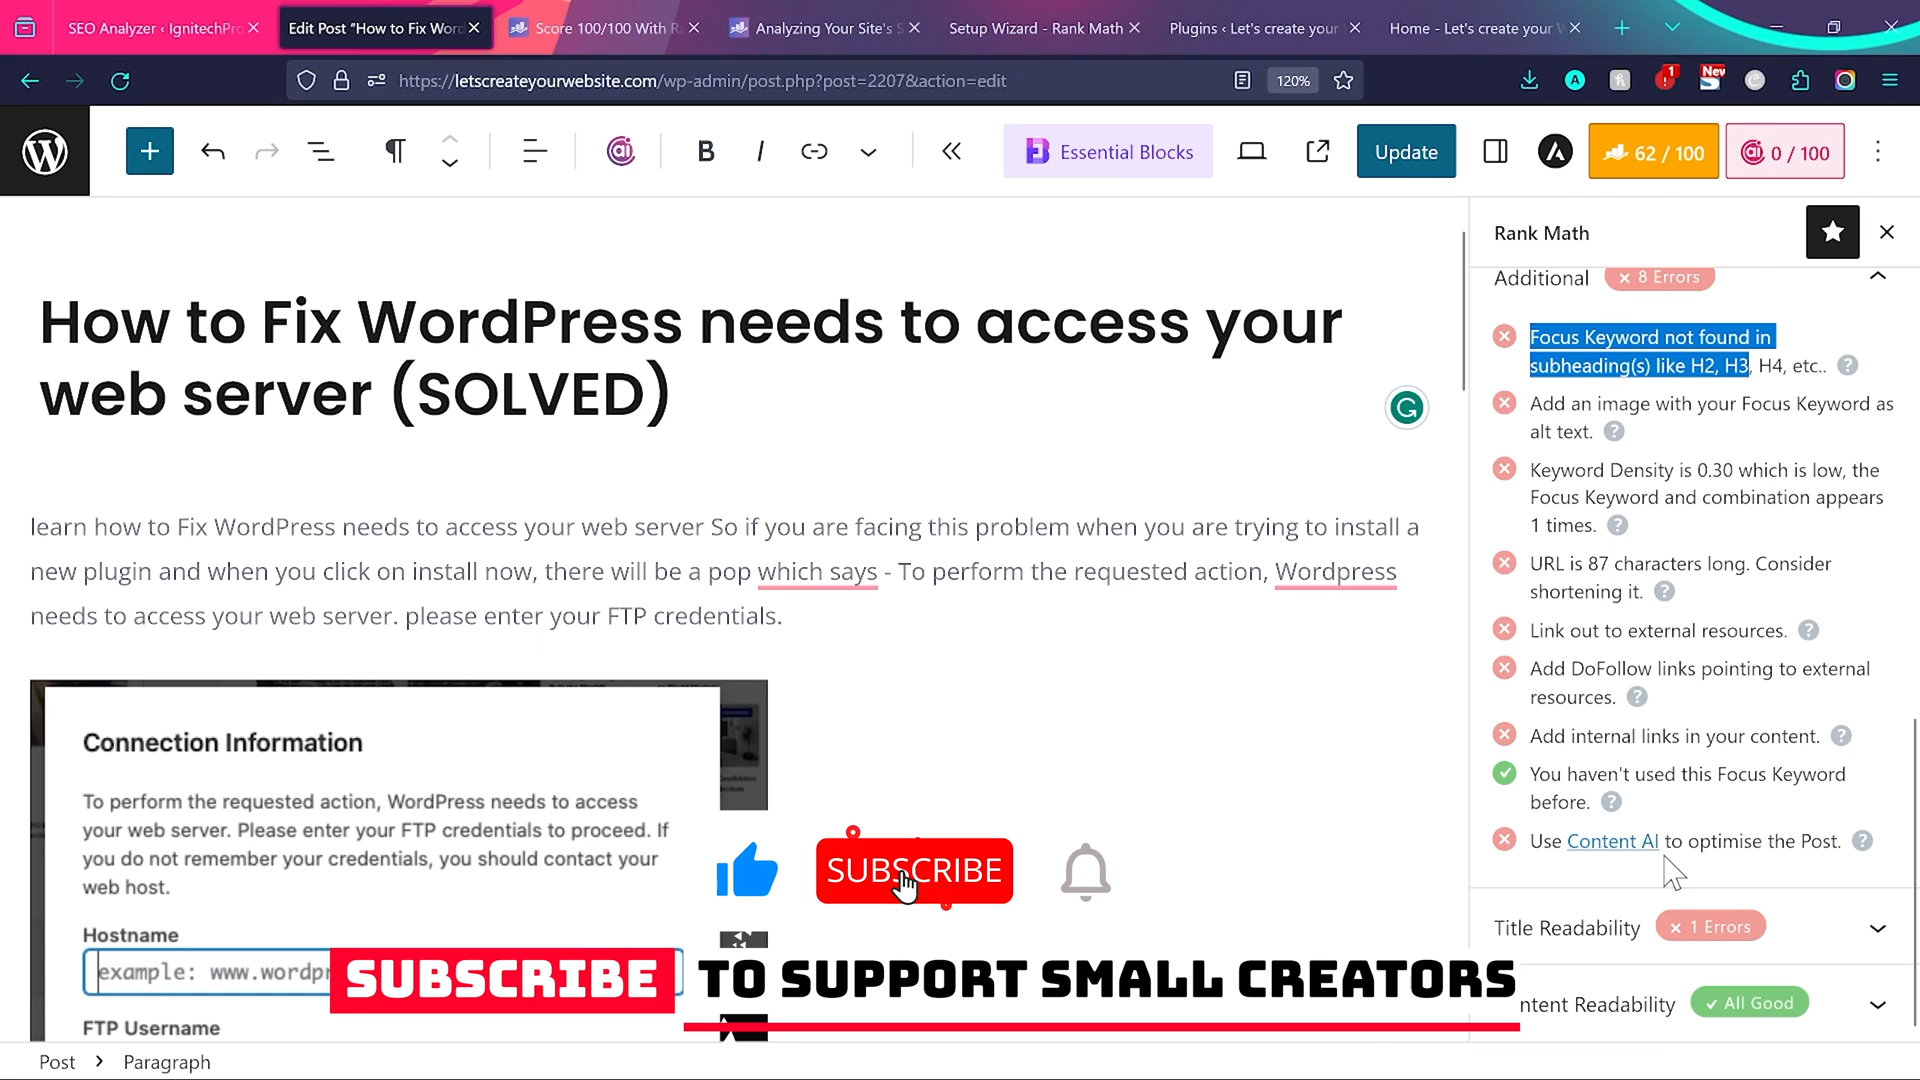 SEO Analyzer ‹ IgnitechPro
Edit Post "How to Fix Word
Score 100/100 With Ra
Analyzing Your Site's S
Setup Wizard - Rank Math
Plugins ‹ Let's create your
Home - Let's create your W
https://letscreateyourwebsite.com/wp-admin/post.php?post=2207&action=edit
120%
1
New
Essential Blocks
Update
62 / 100
0 / 100
How to Fix WordPress needs to access your
web server (SOLVED)
learn how to Fix WordPress needs to access your web server So if you are facing this problem when you are trying to install a
new plugin and when you click on install now, there will be a pop which says - To perform the requested action, Wordpress
needs to access your web server. please enter your FTP credentials.
Connection Information
To perform the requested action, WordPress needs to access
your web server. Please enter your FTP credentials to proceed. If
you do not remember your credentials, you should contact your
web host.
Hostname
example: www.wordpr
FTP Username
SUBSCRIBE
SUBSCRIBE TO SUPPORT SMALL CREATORS
Rank Math
Additional × 8 Errors
Focus Keyword not found in
subheading(s) like H2, H3, H4, etc..
Add an image with your Focus Keyword as
alt text.
Keyword Density is 0.30 which is low, the
Focus Keyword and combination appears
1 times.
URL is 87 characters long. Consider
shortening it.
Link out to external resources.
Add DoFollow links pointing to external
resources.
Add internal links in your content.
You haven't used this Focus Keyword
before.
Use Content AI to optimise the Post.
Title Readability × 1 Errors
ntent Readability ✓ All Good
Post > Paragraph